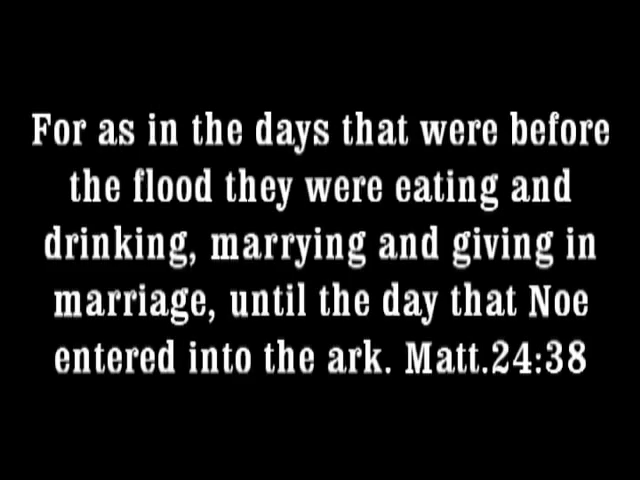 For as in the days that were before
the flood they were eating and
drinking, marrying and giving in
marriage, until the day that Noe
entered into the ark. Matt.24:38